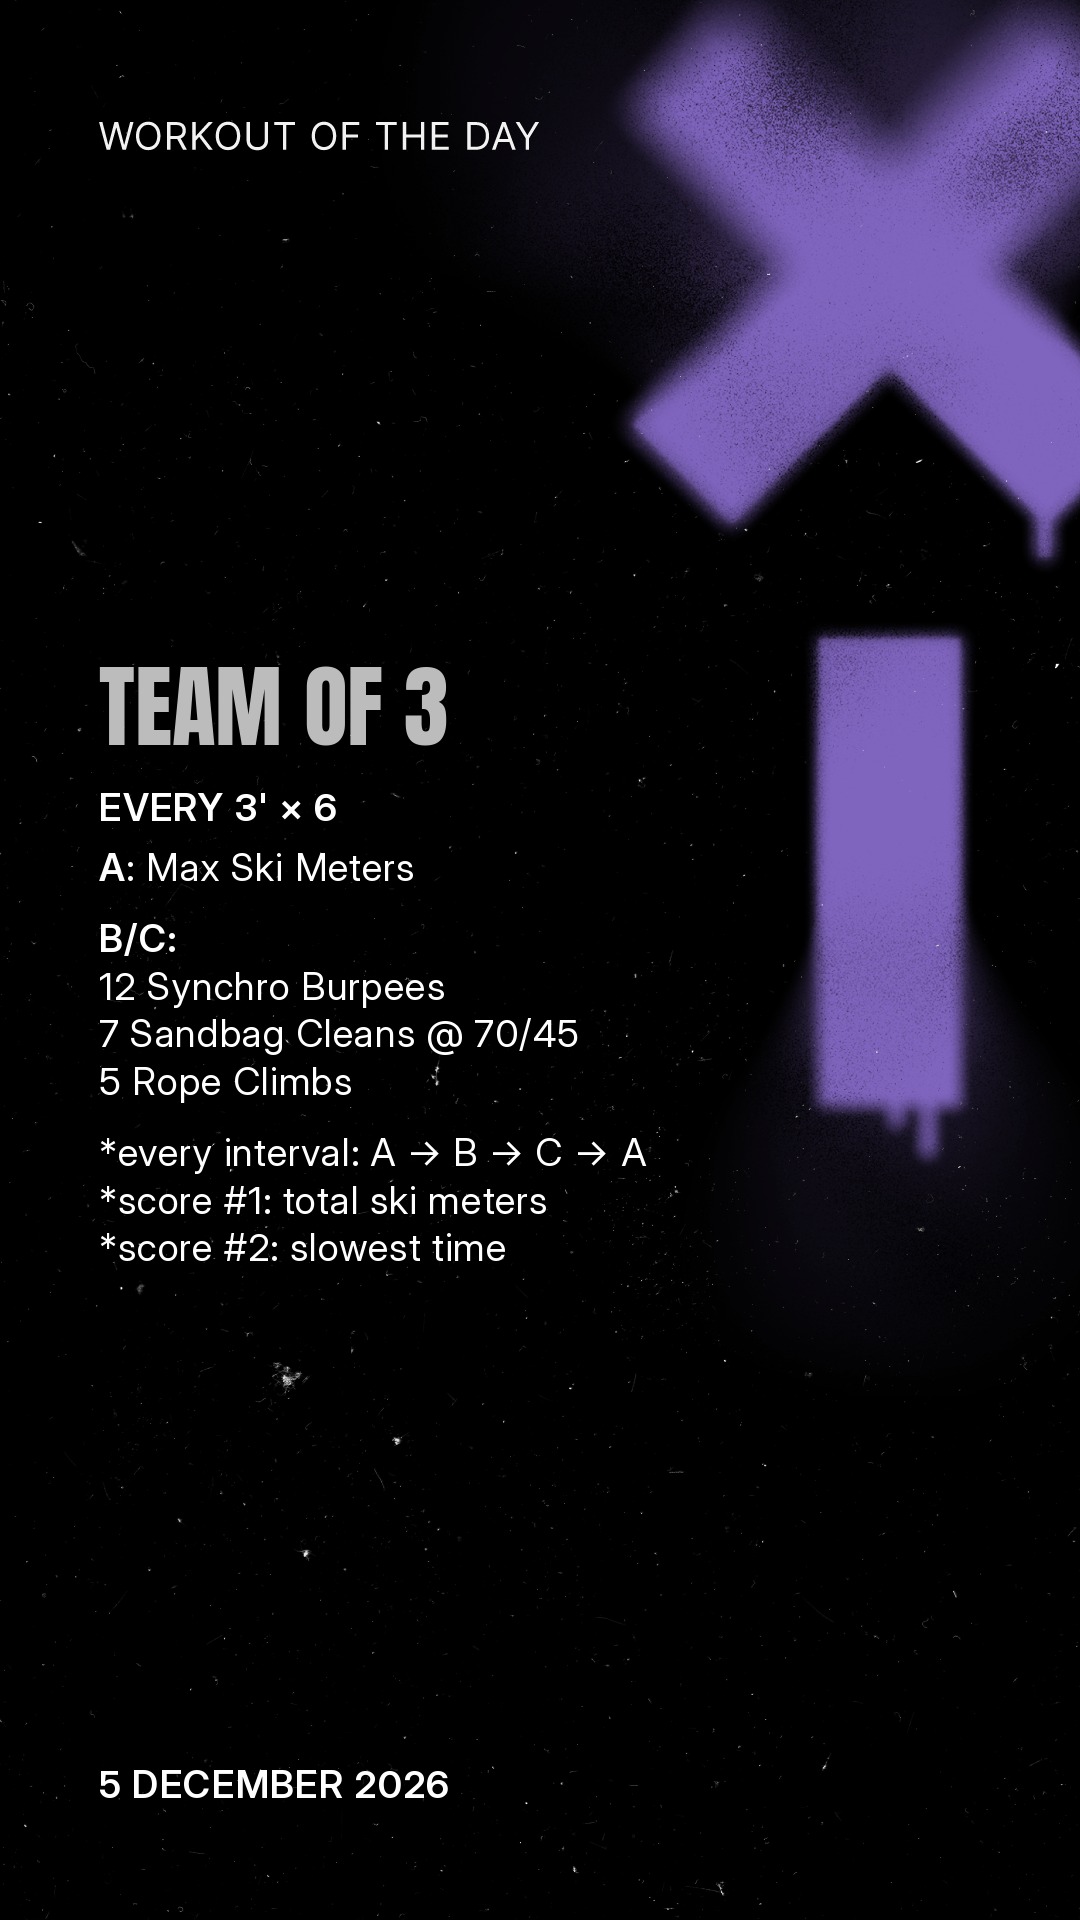 WORKOUT OF THE DAY
TEAM OF 3
EVERY 3' × 6
A: Max Ski Meters
B/C:
12 Synchro Burpees
7 Sandbag Cleans @ 70/45
5 Rope Climbs
*every interval: A → B → C → A
*score #1: total ski meters
*score #2: slowest time
5 DECEMBER 2026